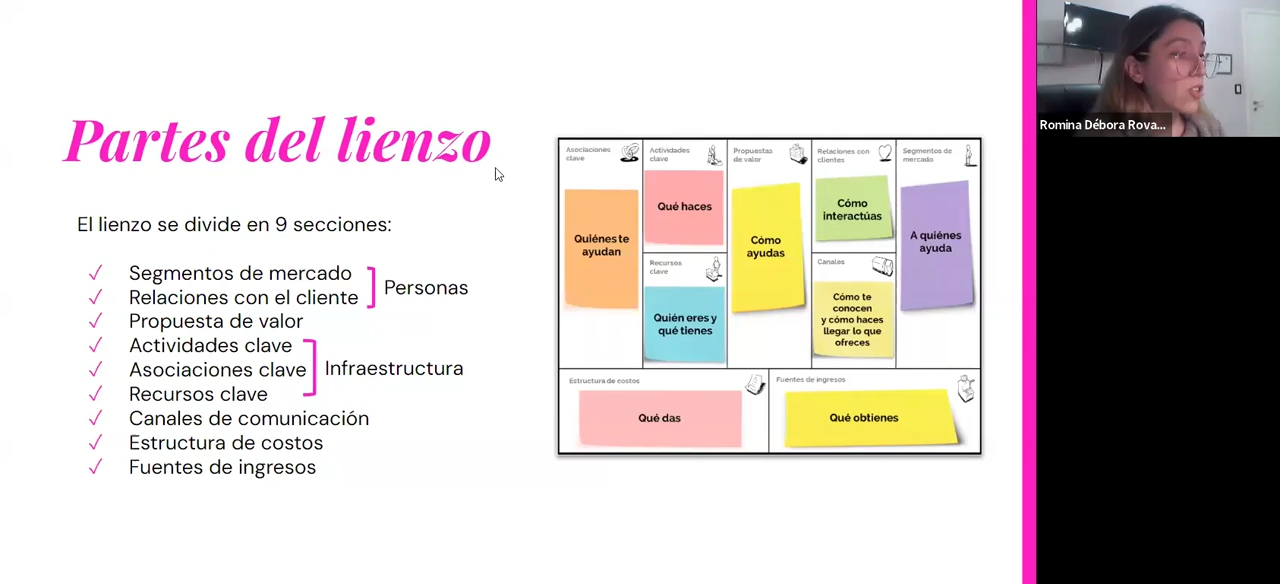 Partes del lienzo
El lienzo se divide en 9 secciones:
✓ Segmentos de mercado
✓ Relaciones con el cliente
Personas
✓ Propuesta de valor
✓ Actividades clave
✓ Asociaciones clave
✓ Recursos clave
Infraestructura
✓ Canales de comunicación
✓ Estructura de costos
✓ Fuentes de ingresos
Asociaciones
clave
Quiénes te
ayudan
Actividades
clave
Qué haces
Recursos
clave
Quién eres y
qué tienes
Propuestas
de valor
Cómo
ayudas
Relaciones con
clientes
Cómo
interactúas
Canales
Cómo te
conocen
y cómo haces
llegar lo que
ofreces
Segmentos de
mercado
A quiénes
ayuda
Estructura de costos
Qué das
Fuentes de ingresos
Qué obtienes
Romina Débora Rova...